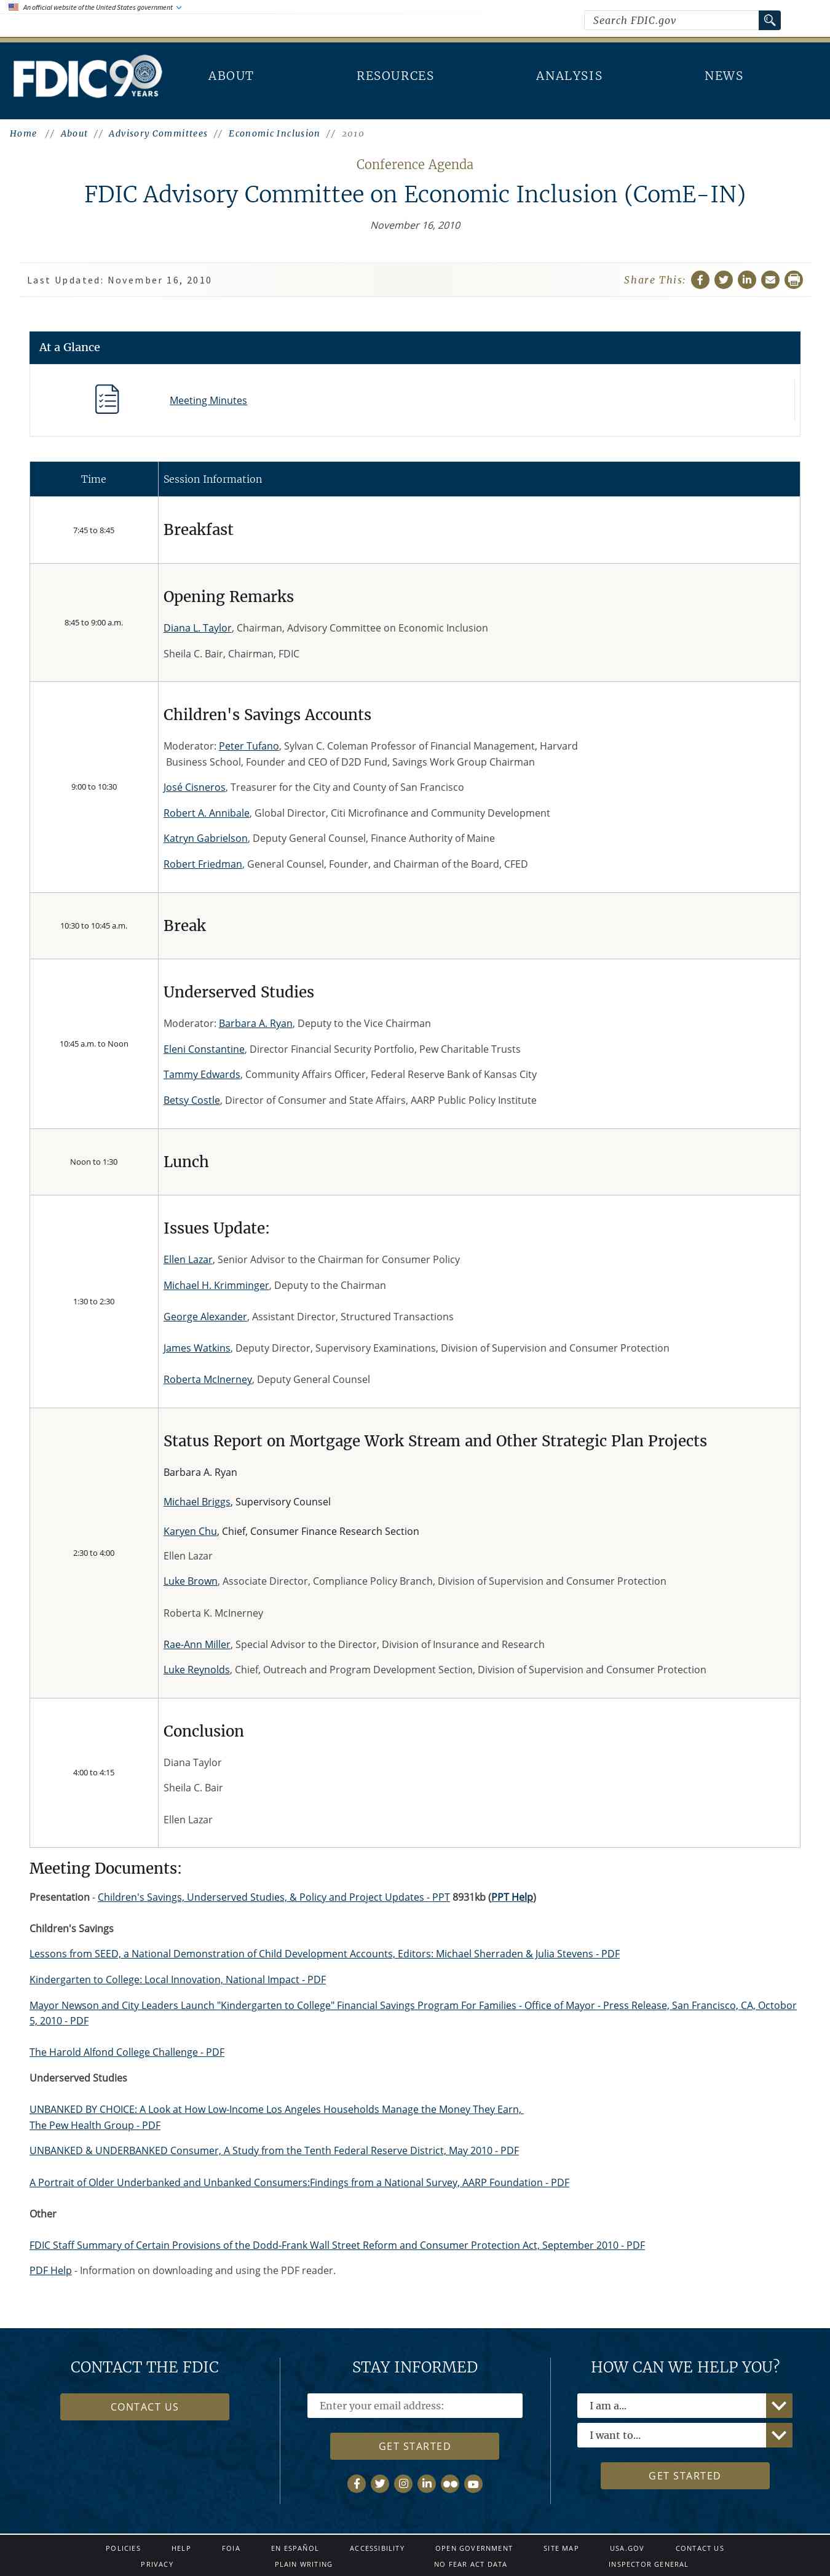 An official website of the United States government
Search FDIC.gov
FDIC 90 YEARS
ABOUT
RESOURCES
ANALYSIS
NEWS
Home // About // Advisory Committees // Economic Inclusion // 2010
Conference Agenda
FDIC Advisory Committee on Economic Inclusion (ComE-IN)
November 16, 2010
Last Updated: November 16, 2010
Share This:
At a Glance
Meeting Minutes
Time
Session Information
7:45 to 8:45
Breakfast
8:45 to 9:00 a.m.
Opening Remarks
Diana L. Taylor, Chairman, Advisory Committee on Economic Inclusion
Sheila C. Bair, Chairman, FDIC
9:00 to 10:30
Children's Savings Accounts
Moderator: Peter Tufano, Sylvan C. Coleman Professor of Financial Management, Harvard
Business School, Founder and CEO of D2D Fund, Savings Work Group Chairman
José Cisneros, Treasurer for the City and County of San Francisco
Robert A. Annibale, Global Director, Citi Microfinance and Community Development
Katryn Gabrielson, Deputy General Counsel, Finance Authority of Maine
Robert Friedman, General Counsel, Founder, and Chairman of the Board, CFED
10:30 to 10:45 a.m.
Break
10:45 a.m. to Noon
Underserved Studies
Moderator: Barbara A. Ryan, Deputy to the Vice Chairman
Eleni Constantine, Director Financial Security Portfolio, Pew Charitable Trusts
Tammy Edwards, Community Affairs Officer, Federal Reserve Bank of Kansas City
Betsy Costle, Director of Consumer and State Affairs, AARP Public Policy Institute
Noon to 1:30
Lunch
1:30 to 2:30
Issues Update:
Ellen Lazar, Senior Advisor to the Chairman for Consumer Policy
Michael H. Krimminger, Deputy to the Chairman
George Alexander, Assistant Director, Structured Transactions
James Watkins, Deputy Director, Supervisory Examinations, Division of Supervision and Consumer Protection
Roberta McInerney, Deputy General Counsel
2:30 to 4:00
Status Report on Mortgage Work Stream and Other Strategic Plan Projects
Barbara A. Ryan
Michael Briggs, Supervisory Counsel
Karyen Chu, Chief, Consumer Finance Research Section
Ellen Lazar
Luke Brown, Associate Director, Compliance Policy Branch, Division of Supervision and Consumer Protection
Roberta K. McInerney
Rae-Ann Miller, Special Advisor to the Director, Division of Insurance and Research
Luke Reynolds, Chief, Outreach and Program Development Section, Division of Supervision and Consumer Protection
4:00 to 4:15
Conclusion
Diana Taylor
Sheila C. Bair
Ellen Lazar
Meeting Documents:
Presentation - Children's Savings, Underserved Studies, & Policy and Project Updates - PPT 8931kb (PPT Help)
Children's Savings
Lessons from SEED, a National Demonstration of Child Development Accounts, Editors: Michael Sherraden & Julia Stevens - PDF
Kindergarten to College: Local Innovation, National Impact - PDF
Mayor Newson and City Leaders Launch "Kindergarten to College" Financial Savings Program For Families - Office of Mayor - Press Release, San Francisco, CA, Octobor
5, 2010 - PDF
The Harold Alfond College Challenge - PDF
Underserved Studies
UNBANKED BY CHOICE: A Look at How Low-Income Los Angeles Households Manage the Money They Earn,
The Pew Health Group - PDF
UNBANKED & UNDERBANKED Consumer, A Study from the Tenth Federal Reserve District, May 2010 - PDF
A Portrait of Older Underbanked and Unbanked Consumers:Findings from a National Survey, AARP Foundation - PDF
Other
FDIC Staff Summary of Certain Provisions of the Dodd-Frank Wall Street Reform and Consumer Protection Act, September 2010 - PDF
PDF Help - Information on downloading and using the PDF reader.
CONTACT THE FDIC
CONTACT US
STAY INFORMED
Enter your email address:
GET STARTED
HOW CAN WE HELP YOU?
I am a...
I want to...
GET STARTED
POLICIES HELP FOIA EN ESPAÑOL ACCESSIBILITY OPEN GOVERNMENT SITE MAP USA.GOV CONTACT US
PRIVACY PLAIN WRITING NO FEAR ACT DATA INSPECTOR GENERAL